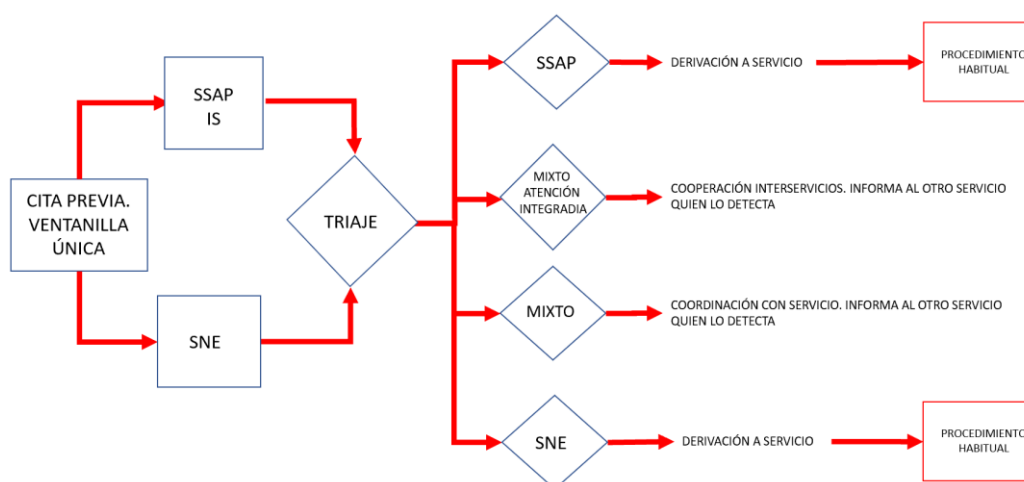 CITA PREVIA.
VENTANILLA
ÚNICA
SSAP
IS
SNE
TRIAJE
SSAP
DERIVACIÓN A SERVICIO
PROCEDIMIENTO
HABITUAL
MIXTO
ATENCIÓN
INTEGRADIA
COOPERACIÓN INTERSERVICIOS. INFORMA AL OTRO SERVICIO
QUIEN LO DETECTA
MIXTO
COORDINACIÓN CON SERVICIO. INFORMA AL OTRO SERVICIO
QUIEN LO DETECTA
SNE
DERIVACIÓN A SERVICIO
PROCEDIMIENTO
HABITUAL